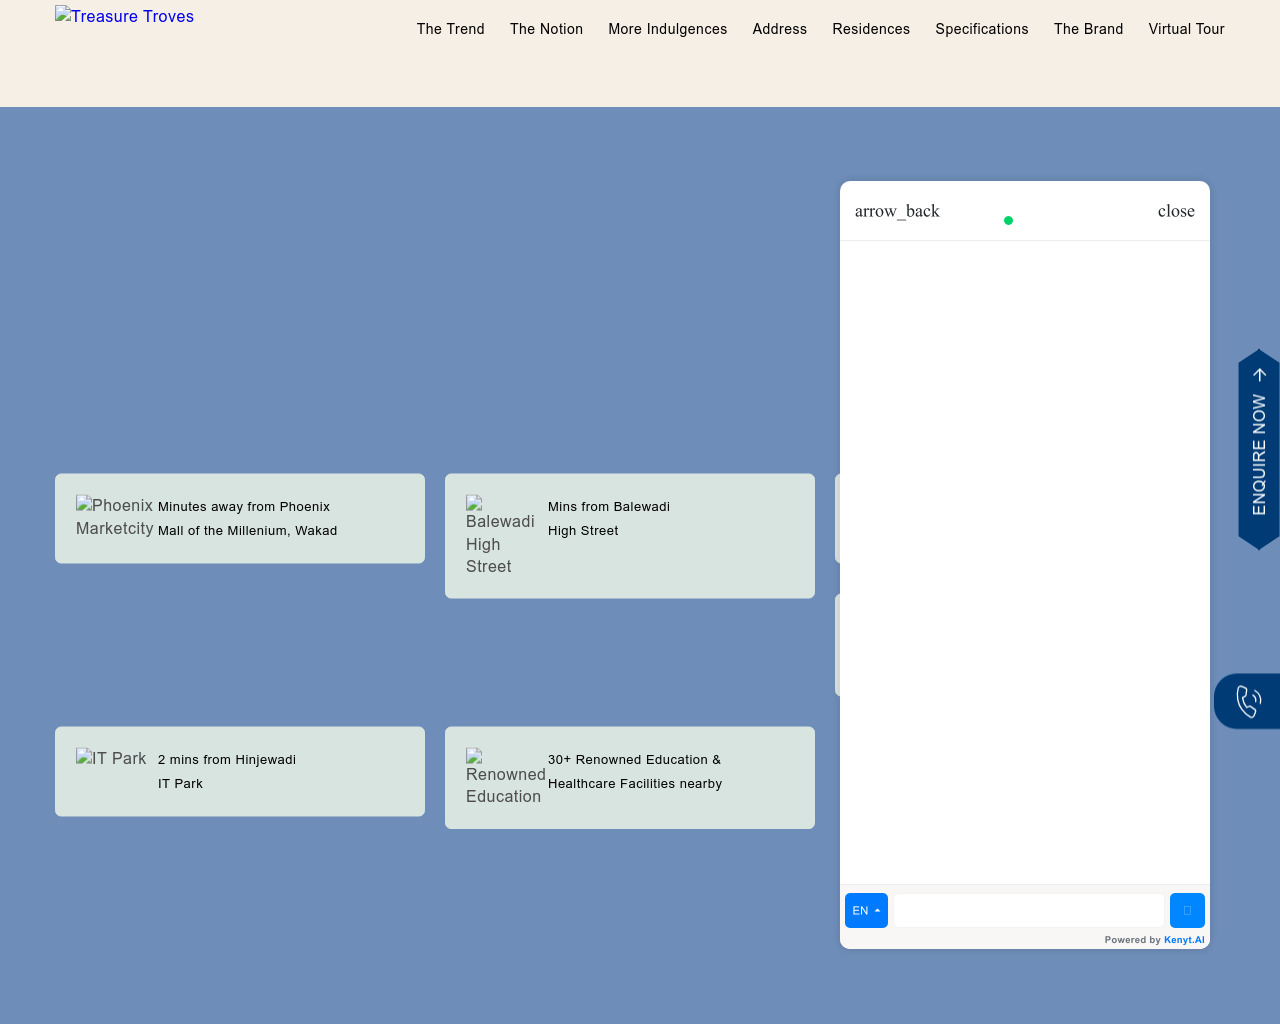 Treasure Troves
The Trend
The Notion
More Indulgences
Address
Residences
Specifications
The Brand
Virtual Tour
arrow_back
close
ENQUIRE NOW
Phoenix
Marketcity
Minutes away from Phoenix
Mall of the Millenium, Wakad
Balewadi
High
Street
Mins from Balewadi
High Street
IT Park
2 mins from Hinjewadi
IT Park
Renowned
Education
30+ Renowned Education &
Healthcare Facilities nearby
EN
Powered by Kenyt.AI